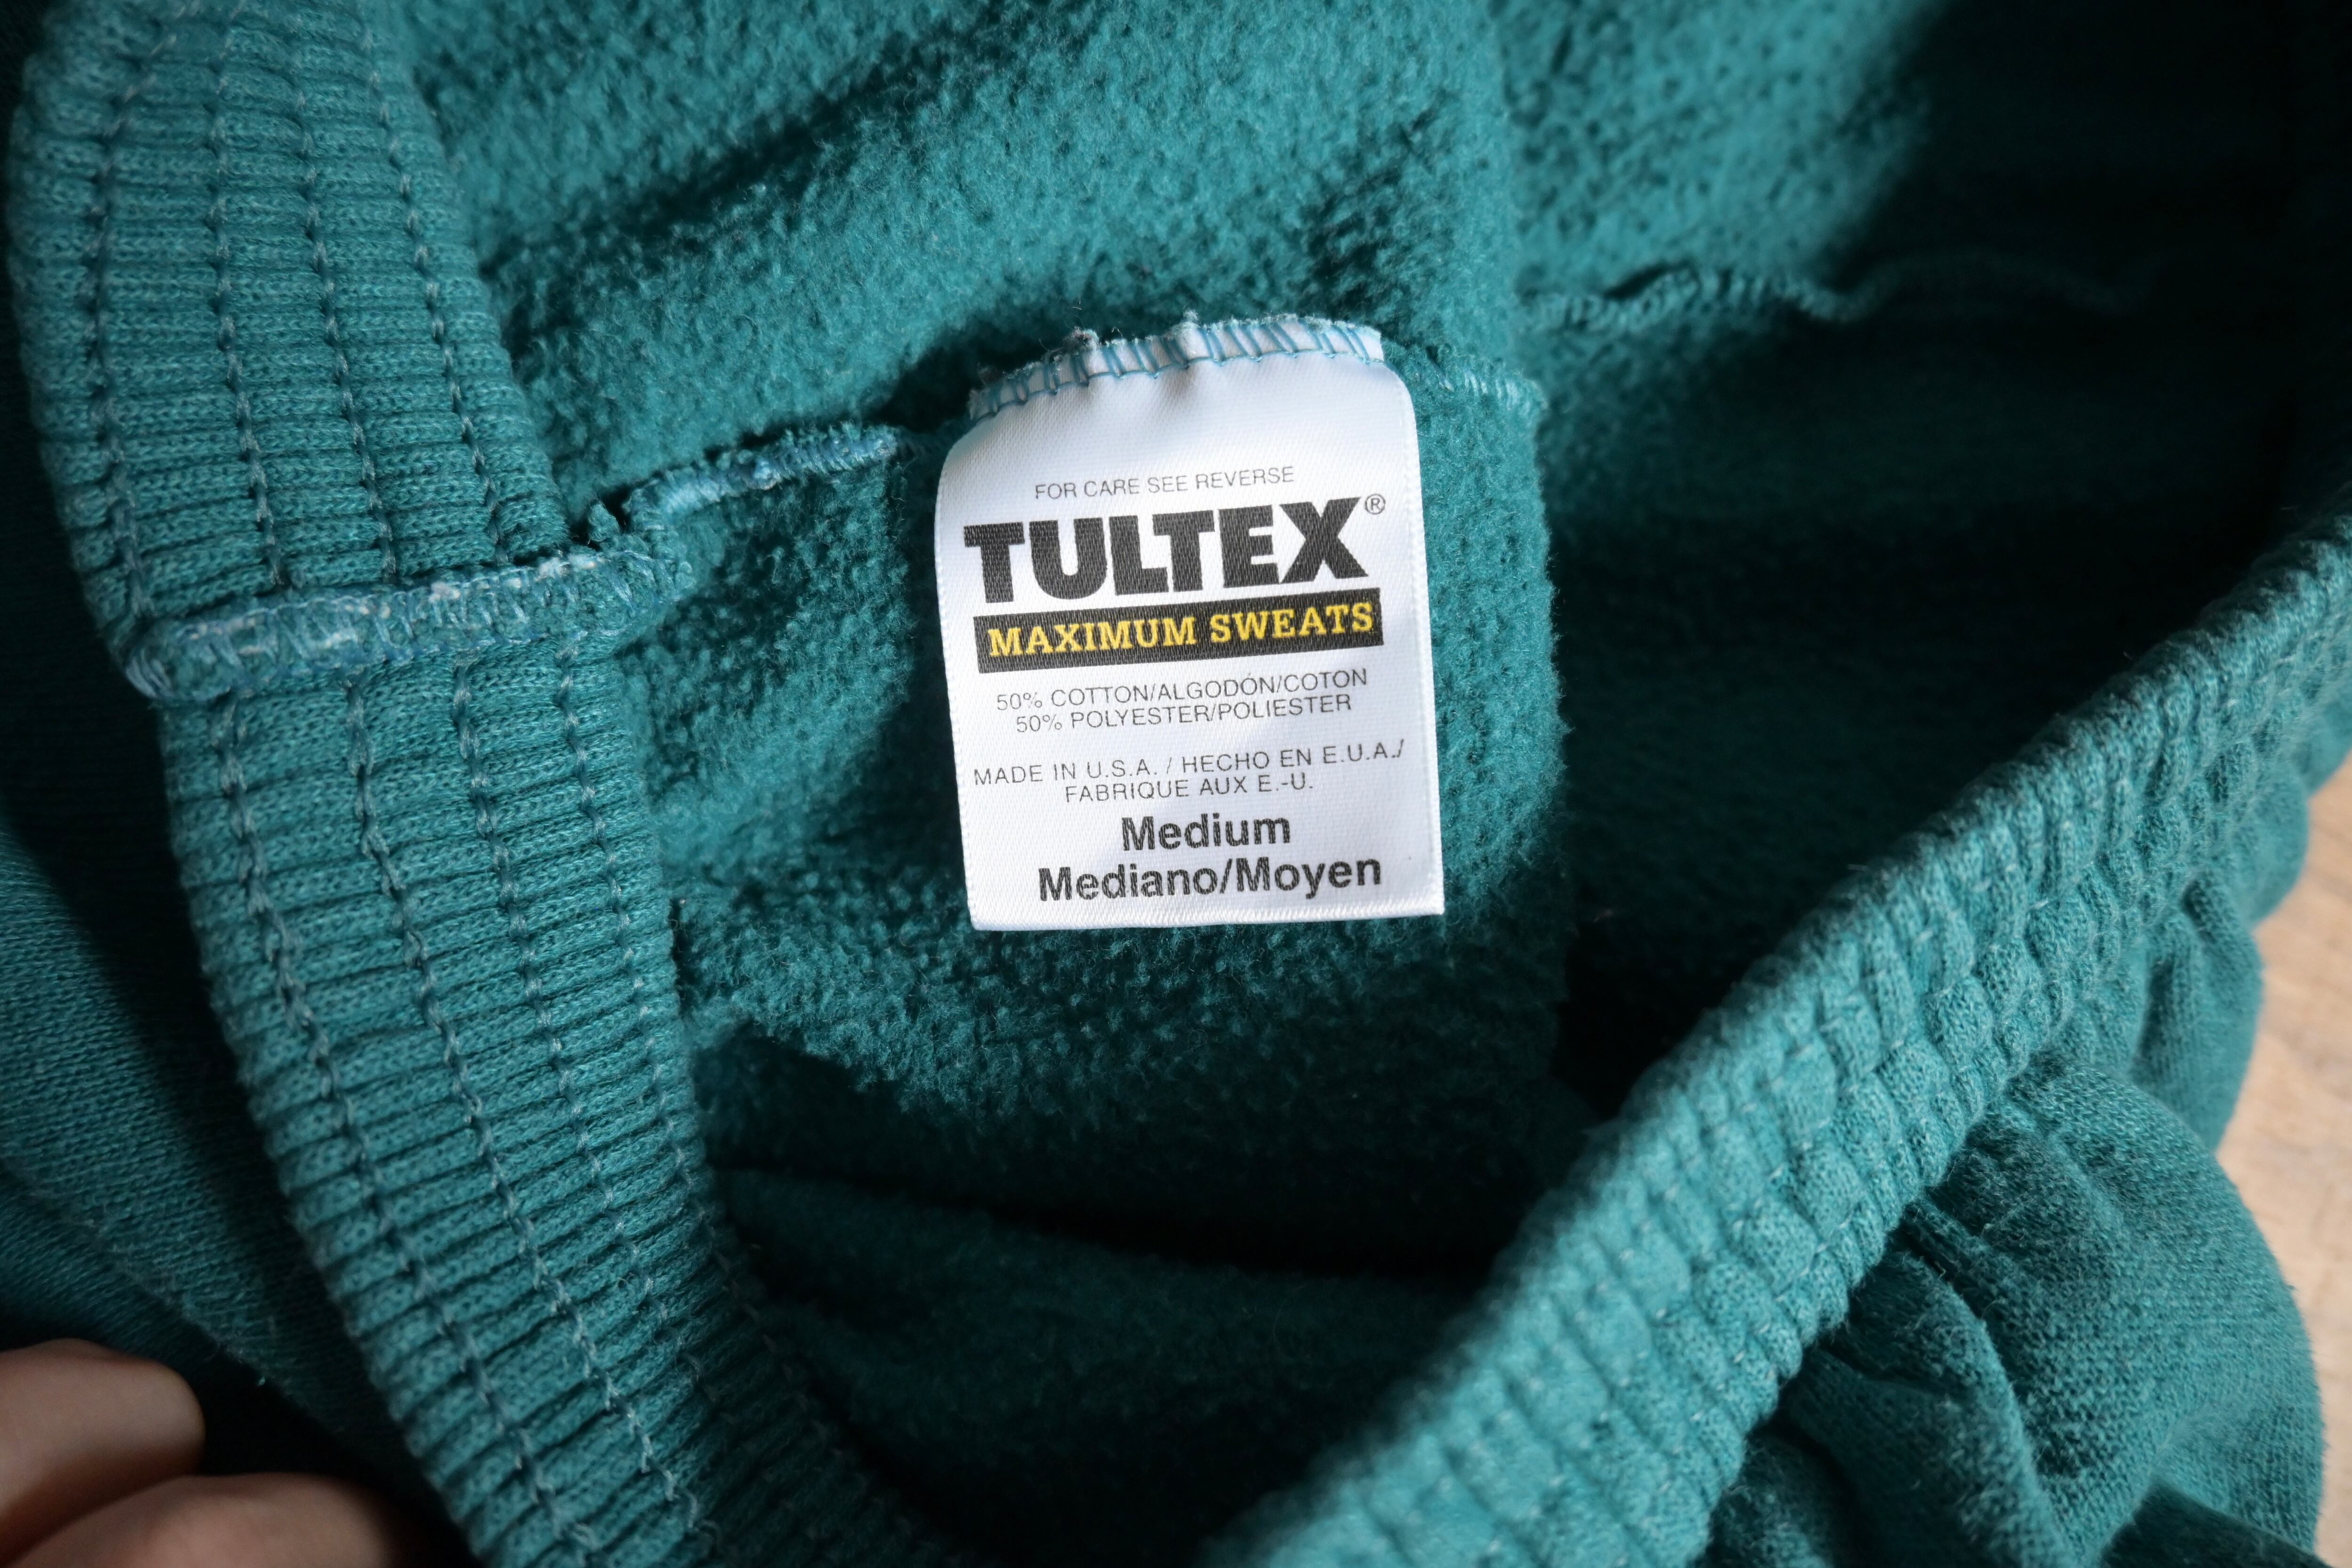 FOR CARE SEE REVERSE
TULTEX®
MAXIMUM SWEATS
50% COTTON/ALGODÓN/COTON
50% POLYESTER/POLIESTER
MADE IN U.S.A. / HECHO EN E.U.A./
FABRIQUE AUX E.-U.
Medium
Mediano/Moyen